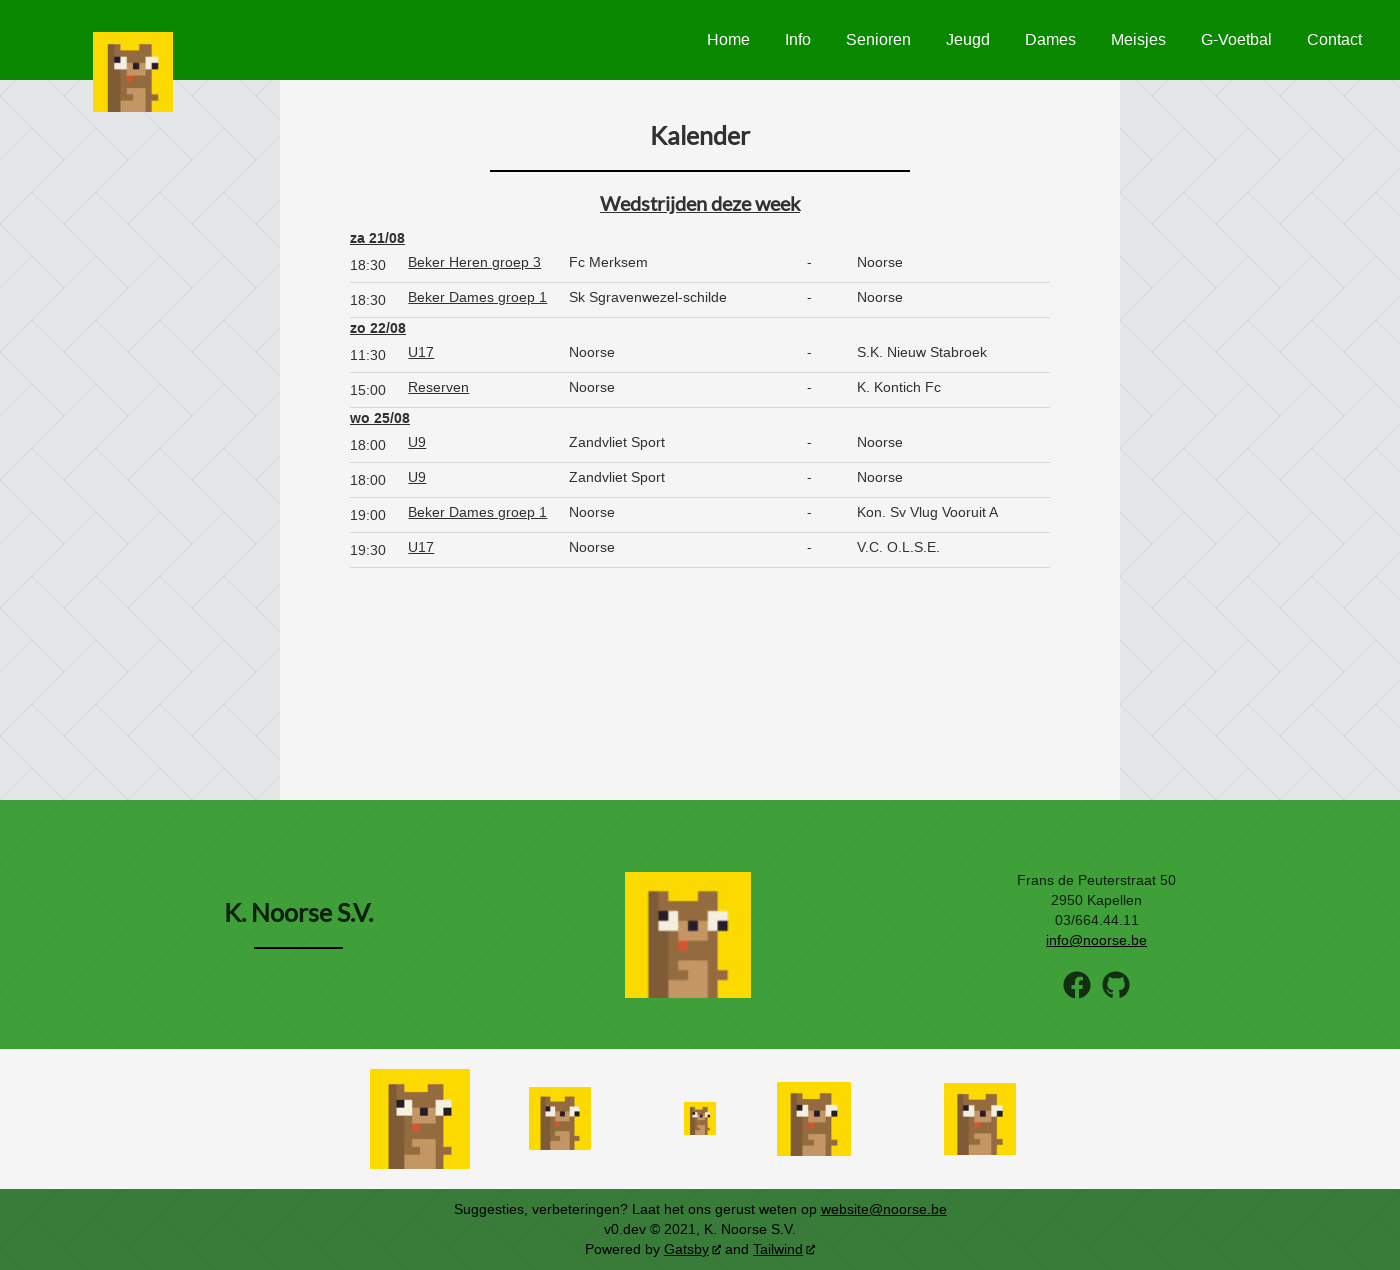 Home Info Senioren Jeugd Dames Meisjes G-Voetbal Contact
Kalender
Wedstrijden deze week
za 21/08
18:30 Beker Heren groep 3 Fc Merksem - Noorse
18:30 Beker Dames groep 1 Sk Sgravenwezel-schilde - Noorse
zo 22/08
11:30 U17 Noorse - S.K. Nieuw Stabroek
15:00 Reserven Noorse - K. Kontich Fc
wo 25/08
18:00 U9 Zandvliet Sport - Noorse
18:00 U9 Zandvliet Sport - Noorse
19:00 Beker Dames groep 1 Noorse - Kon. Sv Vlug Vooruit A
19:30 U17 Noorse - V.C. O.L.S.E.
K. Noorse S.V.
Frans de Peuterstraat 50
2950 Kapellen
03/664.44.11
info@noorse.be
Suggesties, verbeteringen? Laat het ons gerust weten op website@noorse.be
v0.dev © 2021, K. Noorse S.V.
Powered by Gatsby and Tailwind